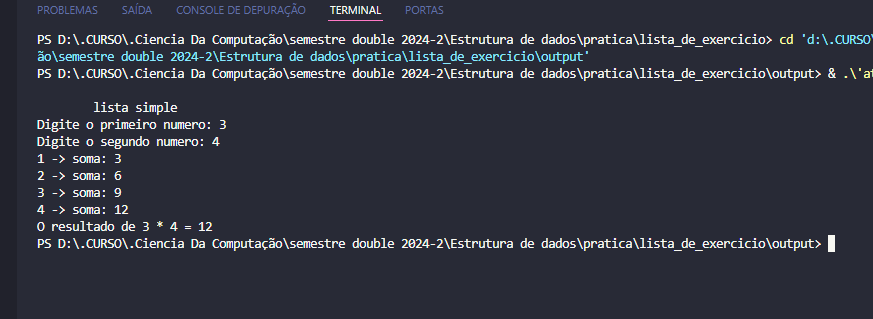 PROBLEMAS SAÍDA CONSOLE DE DEPURAÇÃO TERMINAL PORTAS
PS D:\.CURSO\.Ciencia Da Computação\semestre double 2024-2\Estrutura de dados\pratica\lista_de_exercicio> cd 'd:\.CURSO\
ão\semestre double 2024-2\Estrutura de dados\pratica\lista_de_exercicio\output'
PS D:\.CURSO\.Ciencia Da Computação\semestre double 2024-2\Estrutura de dados\pratica\lista_de_exercicio\output> & .\'at
lista simple
Digite o primeiro numero: 3
Digite o segundo numero: 4
1 -> soma: 3
2 -> soma: 6
3 -> soma: 9
4 -> soma: 12
O resultado de 3 * 4 = 12
PS D:\.CURSO\.Ciencia Da Computação\semestre double 2024-2\Estrutura de dados\pratica\lista_de_exercicio\output>